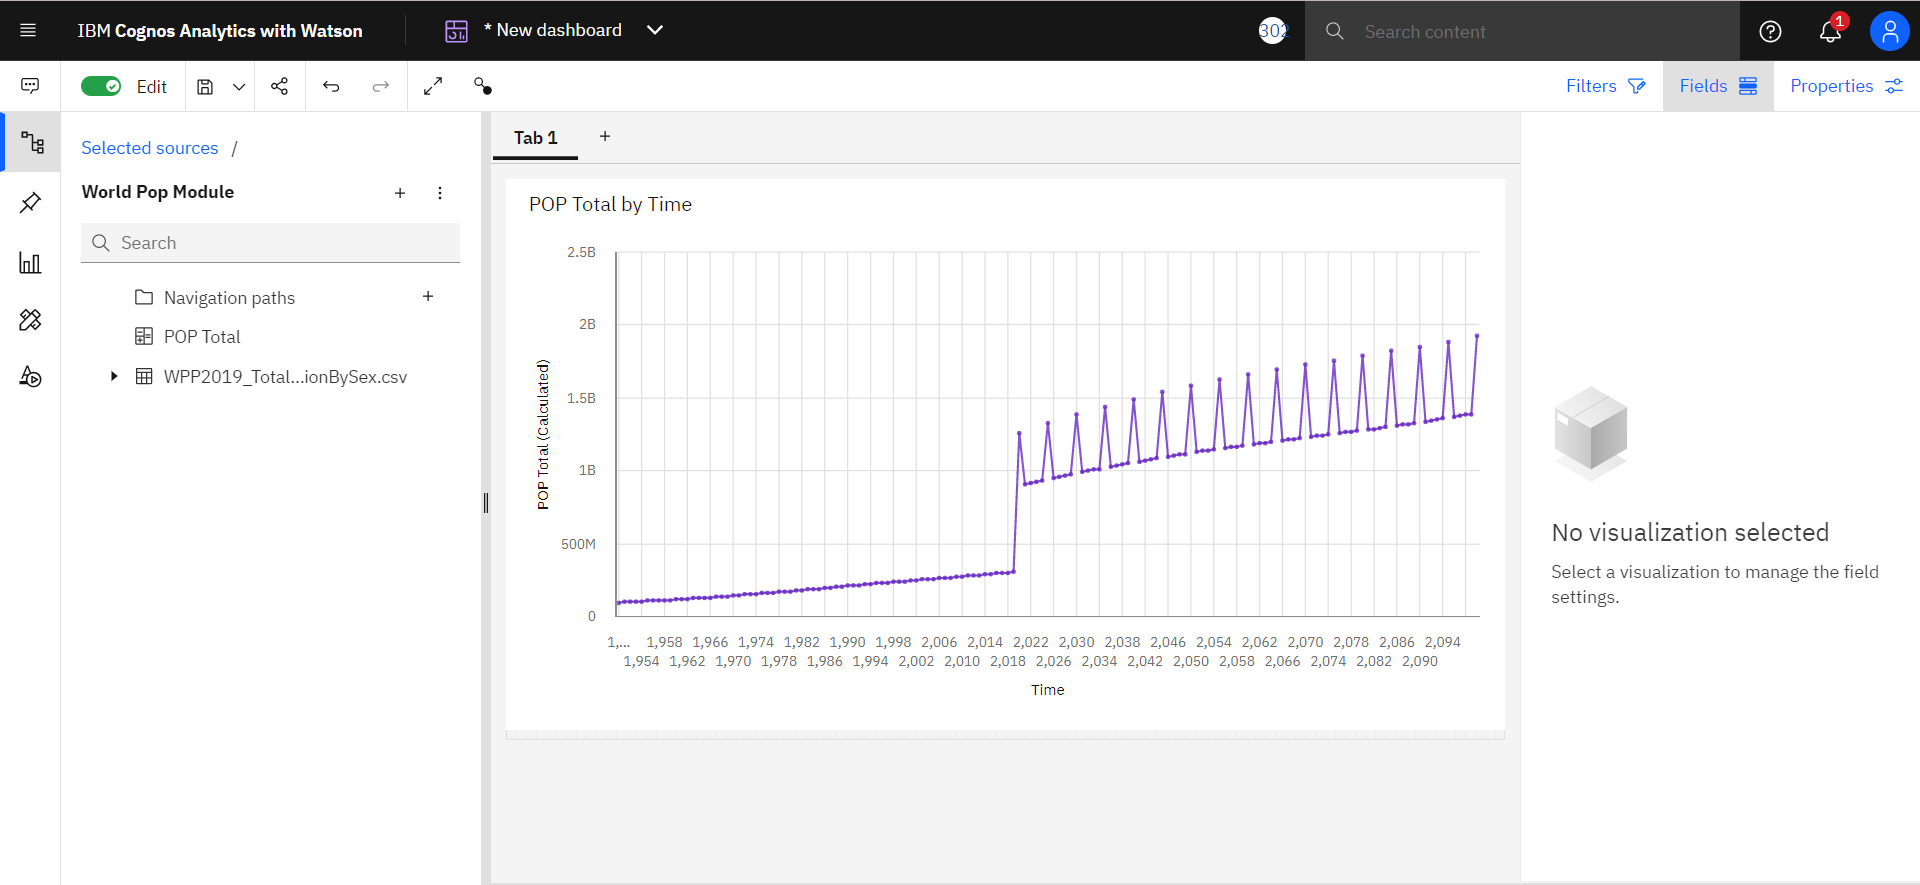 IBM Cognos Analytics with Watson
* New dashboard
302
Search content
1
Edit
Filters
Fields
Properties
Selected sources /
World Pop Module
Search
Navigation paths
POP Total
WPP2019_Total...ionBySex.csv
Tab 1
POP Total by Time
2.5B
2B
1.5B
1B
500M
0
POP Total (Calculated)
1,... 1,958 1,966 1,974 1,982 1,990 1,998 2,006 2,014 2,022 2,030 2,038 2,046 2,054 2,062 2,070 2,078 2,086 2,094
1,954 1,962 1,970 1,978 1,986 1,994 2,002 2,010 2,018 2,026 2,034 2,042 2,050 2,058 2,066 2,074 2,082 2,090
Time
No visualization selected
Select a visualization to manage the field
settings.